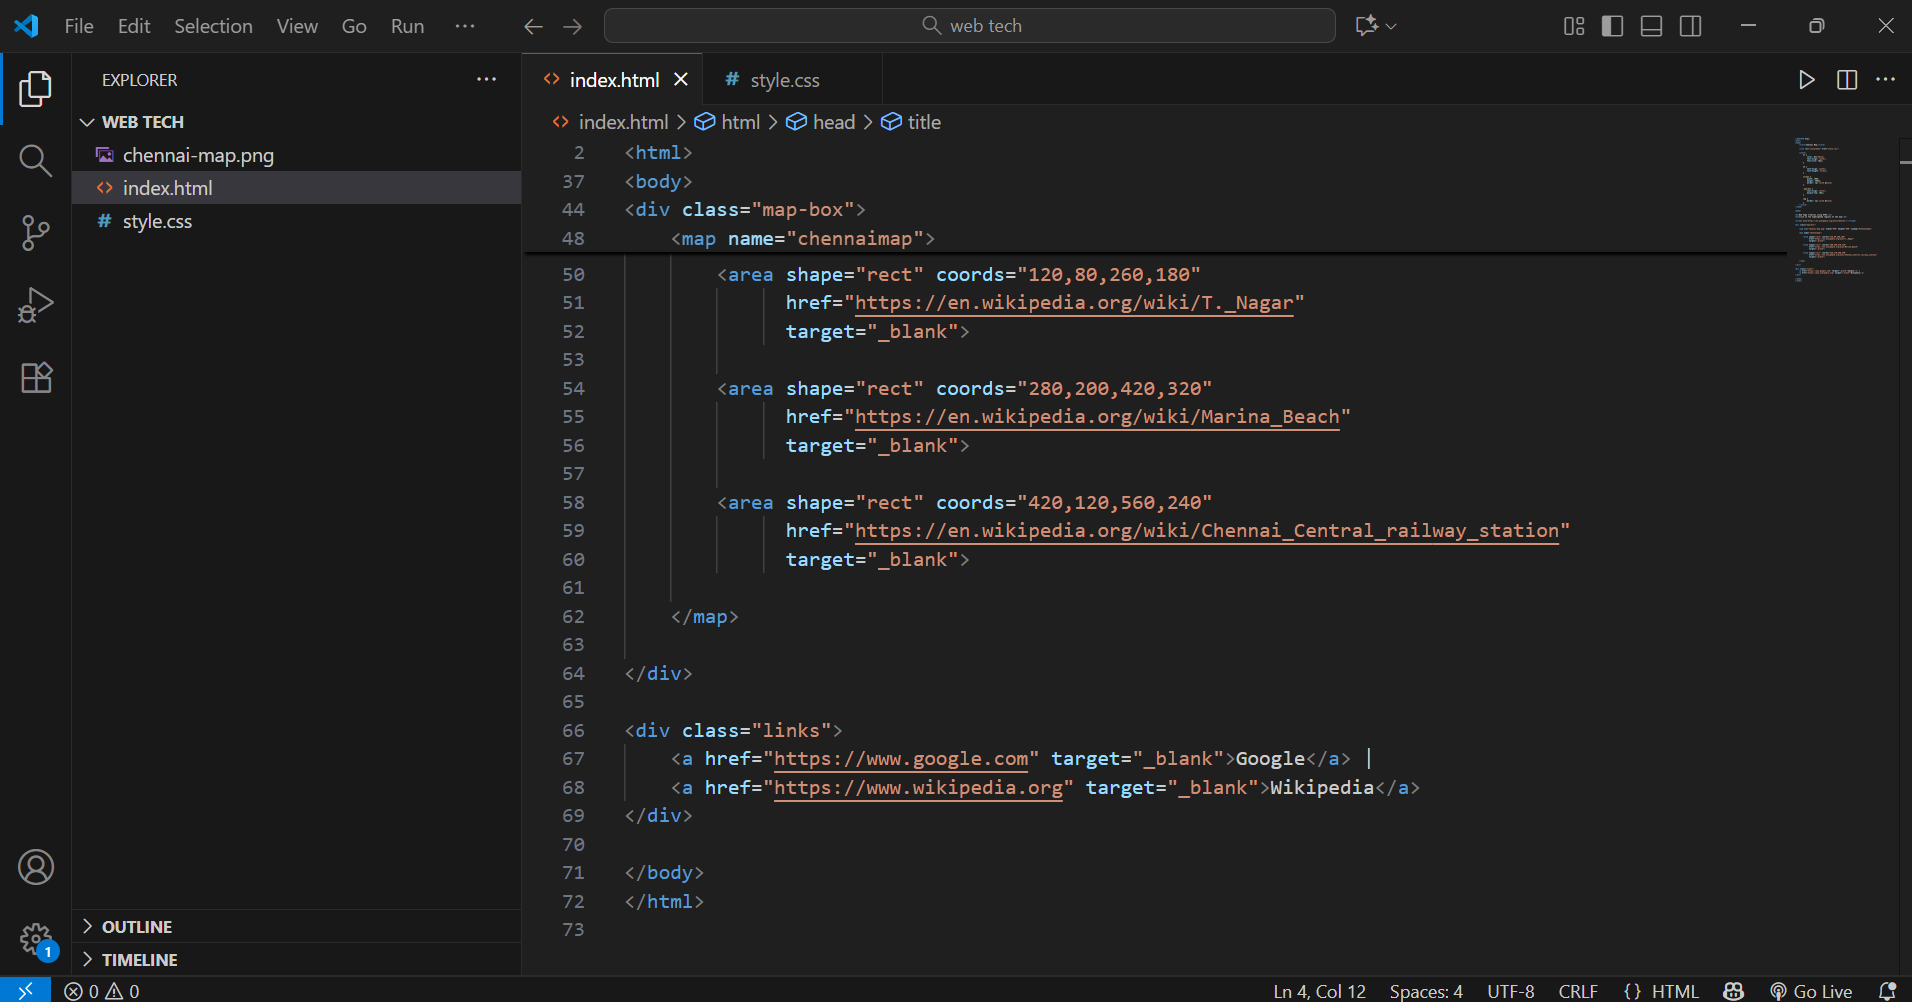 File Edit Selection View Go Run ··· web tech
EXPLORER ···
WEB TECH
chennai-map.png
index.html
style.css
OUTLINE
TIMELINE
index.html style.css
index.html > html > head > title
2 <html>
37 <body>
44 <div class="map-box">
48 <map name="chennaimap">
50 <area shape="rect" coords="120,80,260,180"
51 href="https://en.wikipedia.org/wiki/T._Nagar"
52 target="_blank">
53
54 <area shape="rect" coords="280,200,420,320"
55 href="https://en.wikipedia.org/wiki/Marina_Beach"
56 target="_blank">
57
58 <area shape="rect" coords="420,120,560,240"
59 href="https://en.wikipedia.org/wiki/Chennai_Central_railway_station"
60 target="_blank">
61
62 </map>
63
64 </div>
65
66 <div class="links">
67 <a href="https://www.google.com" target="_blank">Google</a> |
68 <a href="https://www.wikipedia.org" target="_blank">Wikipedia</a>
69 </div>
70
71 </body>
72 </html>
73
1
0 0 Ln 4, Col 12 Spaces: 4 UTF-8 CRLF {} HTML Go Live